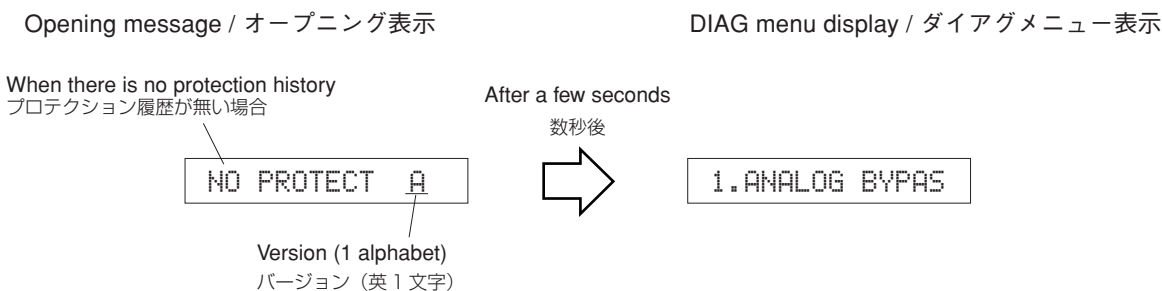 Opening message / オープニング表示
DIAG menu display / ダイアグメニュー表示
When there is no protection history
プロテクション履歴が無い場合
After a few seconds
数秒後
NO PROTECT A
1.ANALOG BYPAS
Version (1 alphabet)
バージョン（英 1 文字）